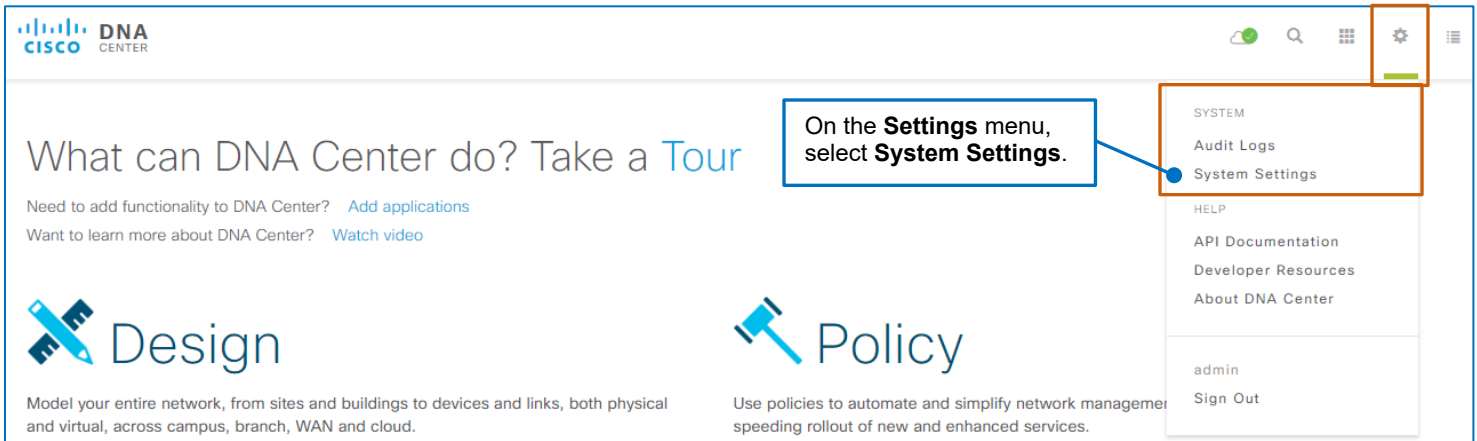 CISCO DNA CENTER
What can DNA Center do? Take a Tour
Need to add functionality to DNA Center? Add applications
Want to learn more about DNA Center? Watch video
On the Settings menu,
select System Settings.
SYSTEM
Audit Logs
System Settings
HELP
API Documentation
Developer Resources
About DNA Center
admin
Sign Out
Design
Model your entire network, from sites and buildings to devices and links, both physical
and virtual, across campus, branch, WAN and cloud.
Policy
Use policies to automate and simplify network
speeding rollout of new and enhanced services.